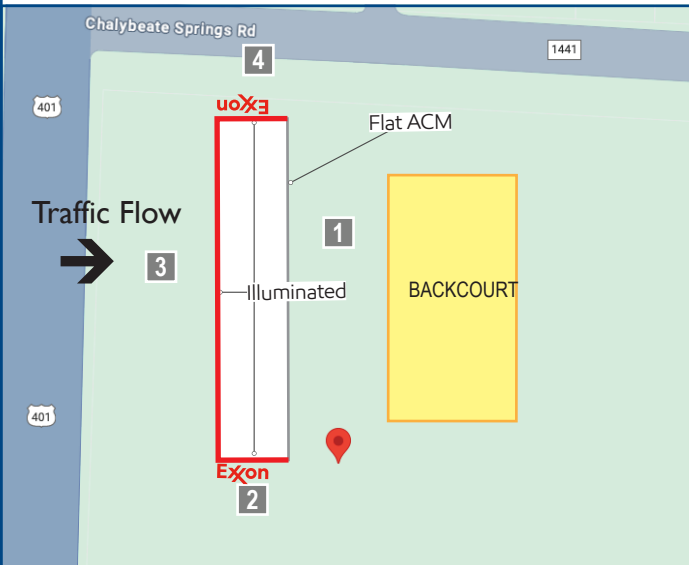 Chalybeate Springs Rd
1441
4
401
Exxon
Flat ACM
Traffic Flow
1
3
Illuminated
BACKCOURT
401
Exxon
2